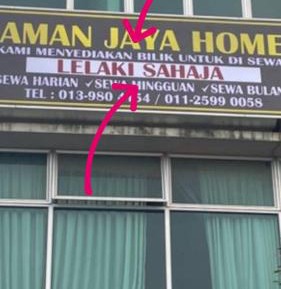 AMAN JAYA HOME
KAMI MENYEDIAKAN BILIK UNTUK DI SEWA
LELAKI SAHAJA
SEWA HARIAN ✓SEWA MINGGUAN ✓SEWA BULAN
TEL : 013-980 / 011-2599 0058